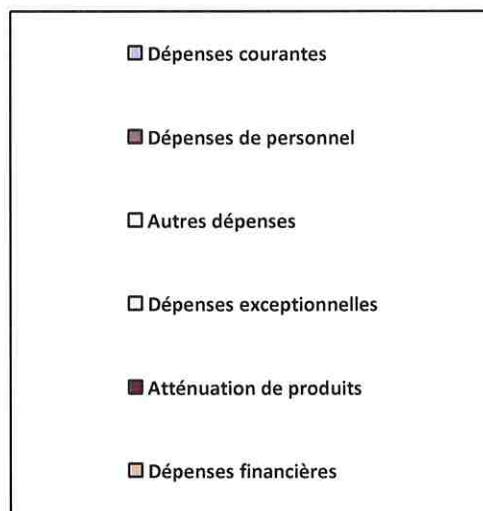 Dépenses courantes
Dépenses de personnel
Autres dépenses
Dépenses exceptionnelles
Atténuation de produits
Dépenses financières